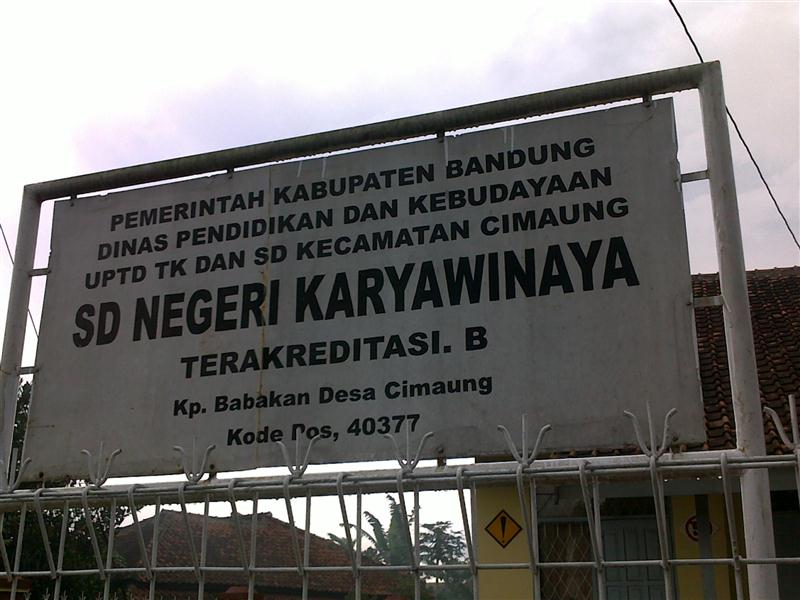 PEMERINTAH KABUPATEN BANDUNG
DINAS PENDIDIKAN DAN KEBUDAYAAN
UPTD TK DAN SD KECAMATAN CIMAUNG
SD NEGERI KARYAWINAYA
TERAKREDITASI. B
Kp. Babakan Desa Cimaung
Kode Pos, 40377